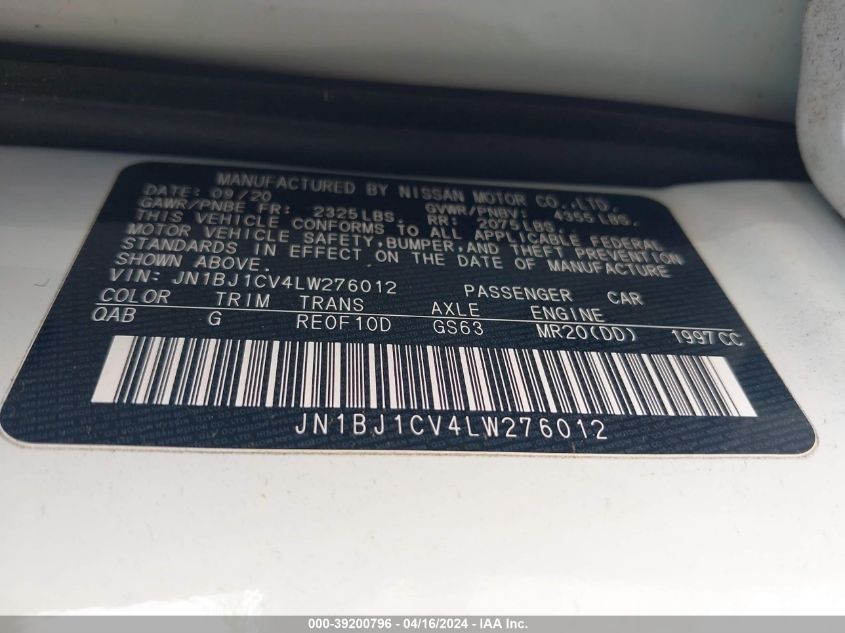 MANUFACTURED BY NISSAN MOTOR CO.,LTD.
DATE: 09/20 GVWR/PNBV: 4355 LBS.
GAWR/PNBE FR: 2325LBS. RR: 2075LBS.
THIS VEHICLE CONFORMS TO ALL APPLICABLE FEDERAL
MOTOR VEHICLE SAFETY,BUMPER,AND THEFT PREVENTION
STANDARDS IN EFFECT ON THE DATE OF MANUFACTURE
SHOWN ABOVE.
VIN: JN1BJ1CV4LW276012 PASSENGER CAR
COLOR TRIM TRANS AXLE ENGINE
QAB G RE0F10D GS63 MR20(DD) 1997CC
JN1BJ1CV4LW276012
000-39200796 - 04/16/2024 - IAA Inc.